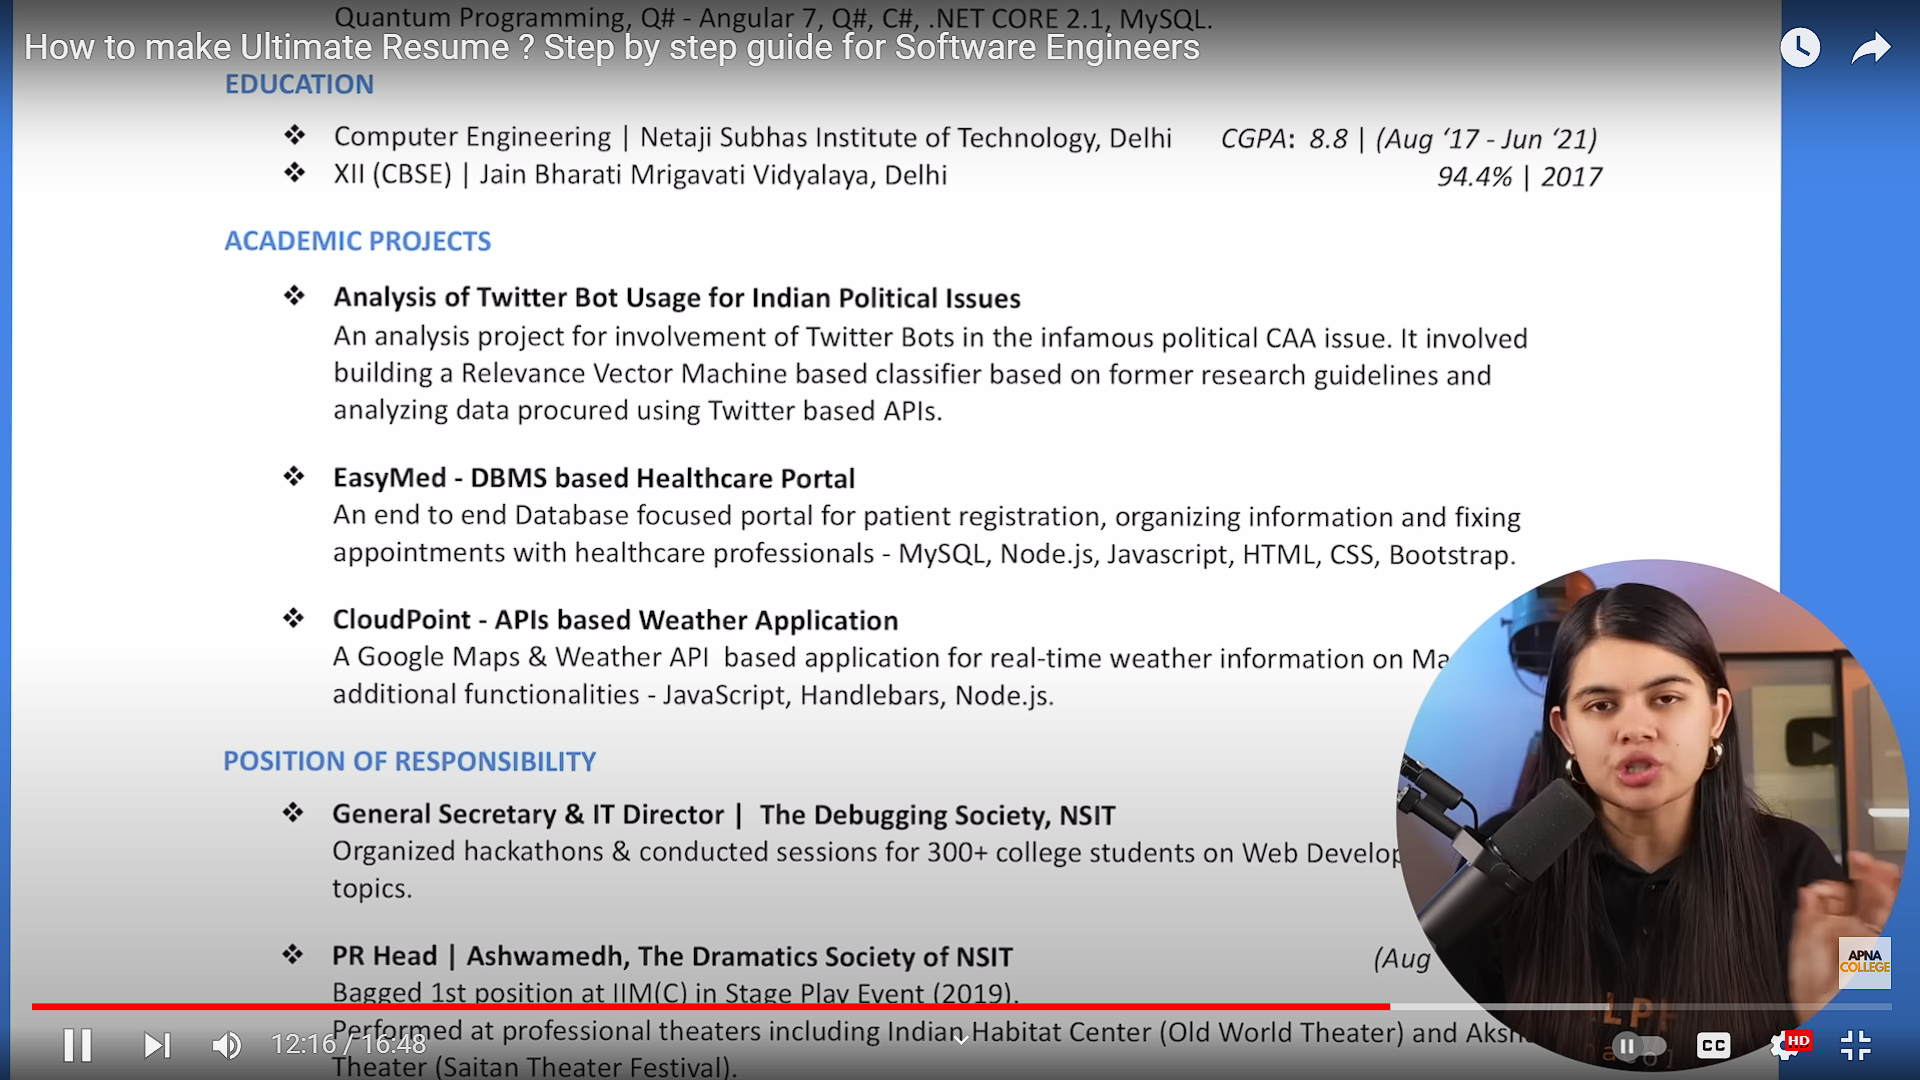 Quantum Programming, Q# - Angular 7, Q#, C#, .NET CORE 2.1, MySQL.
How to make Ultimate Resume ? Step by step guide for Software Engineers
EDUCATION
❖ Computer Engineering | Netaji Subhas Institute of Technology, Delhi CGPA: 8.8 | (Aug ‘17 - Jun ‘21)
❖ XII (CBSE) | Jain Bharati Mrigavati Vidyalaya, Delhi 94.4% | 2017
ACADEMIC PROJECTS
❖ Analysis of Twitter Bot Usage for Indian Political Issues
An analysis project for involvement of Twitter Bots in the infamous political CAA issue. It involved
building a Relevance Vector Machine based classifier based on former research guidelines and
analyzing data procured using Twitter based APIs.
❖ EasyMed - DBMS based Healthcare Portal
An end to end Database focused portal for patient registration, organizing information and fixing
appointments with healthcare professionals - MySQL, Node.js, Javascript, HTML, CSS, Bootstrap.
❖ CloudPoint - APIs based Weather Application
A Google Maps & Weather API based application for real-time weather information on Ma
additional functionalities - JavaScript, Handlebars, Node.js.
POSITION OF RESPONSIBILITY
❖ General Secretary & IT Director | The Debugging Society, NSIT
Organized hackathons & conducted sessions for 300+ college students on Web Develop
topics.
❖ PR Head | Ashwamedh, The Dramatics Society of NSIT (Aug
Bagged 1st position at IIM(C) in Stage Play Event (2019).
Performed at professional theaters including Indian Habitat Center (Old World Theater) and Aksh
Theater (Saitan Theater Festival).
APNA
COLLEGE
12:16 / 16:48
CC
HD